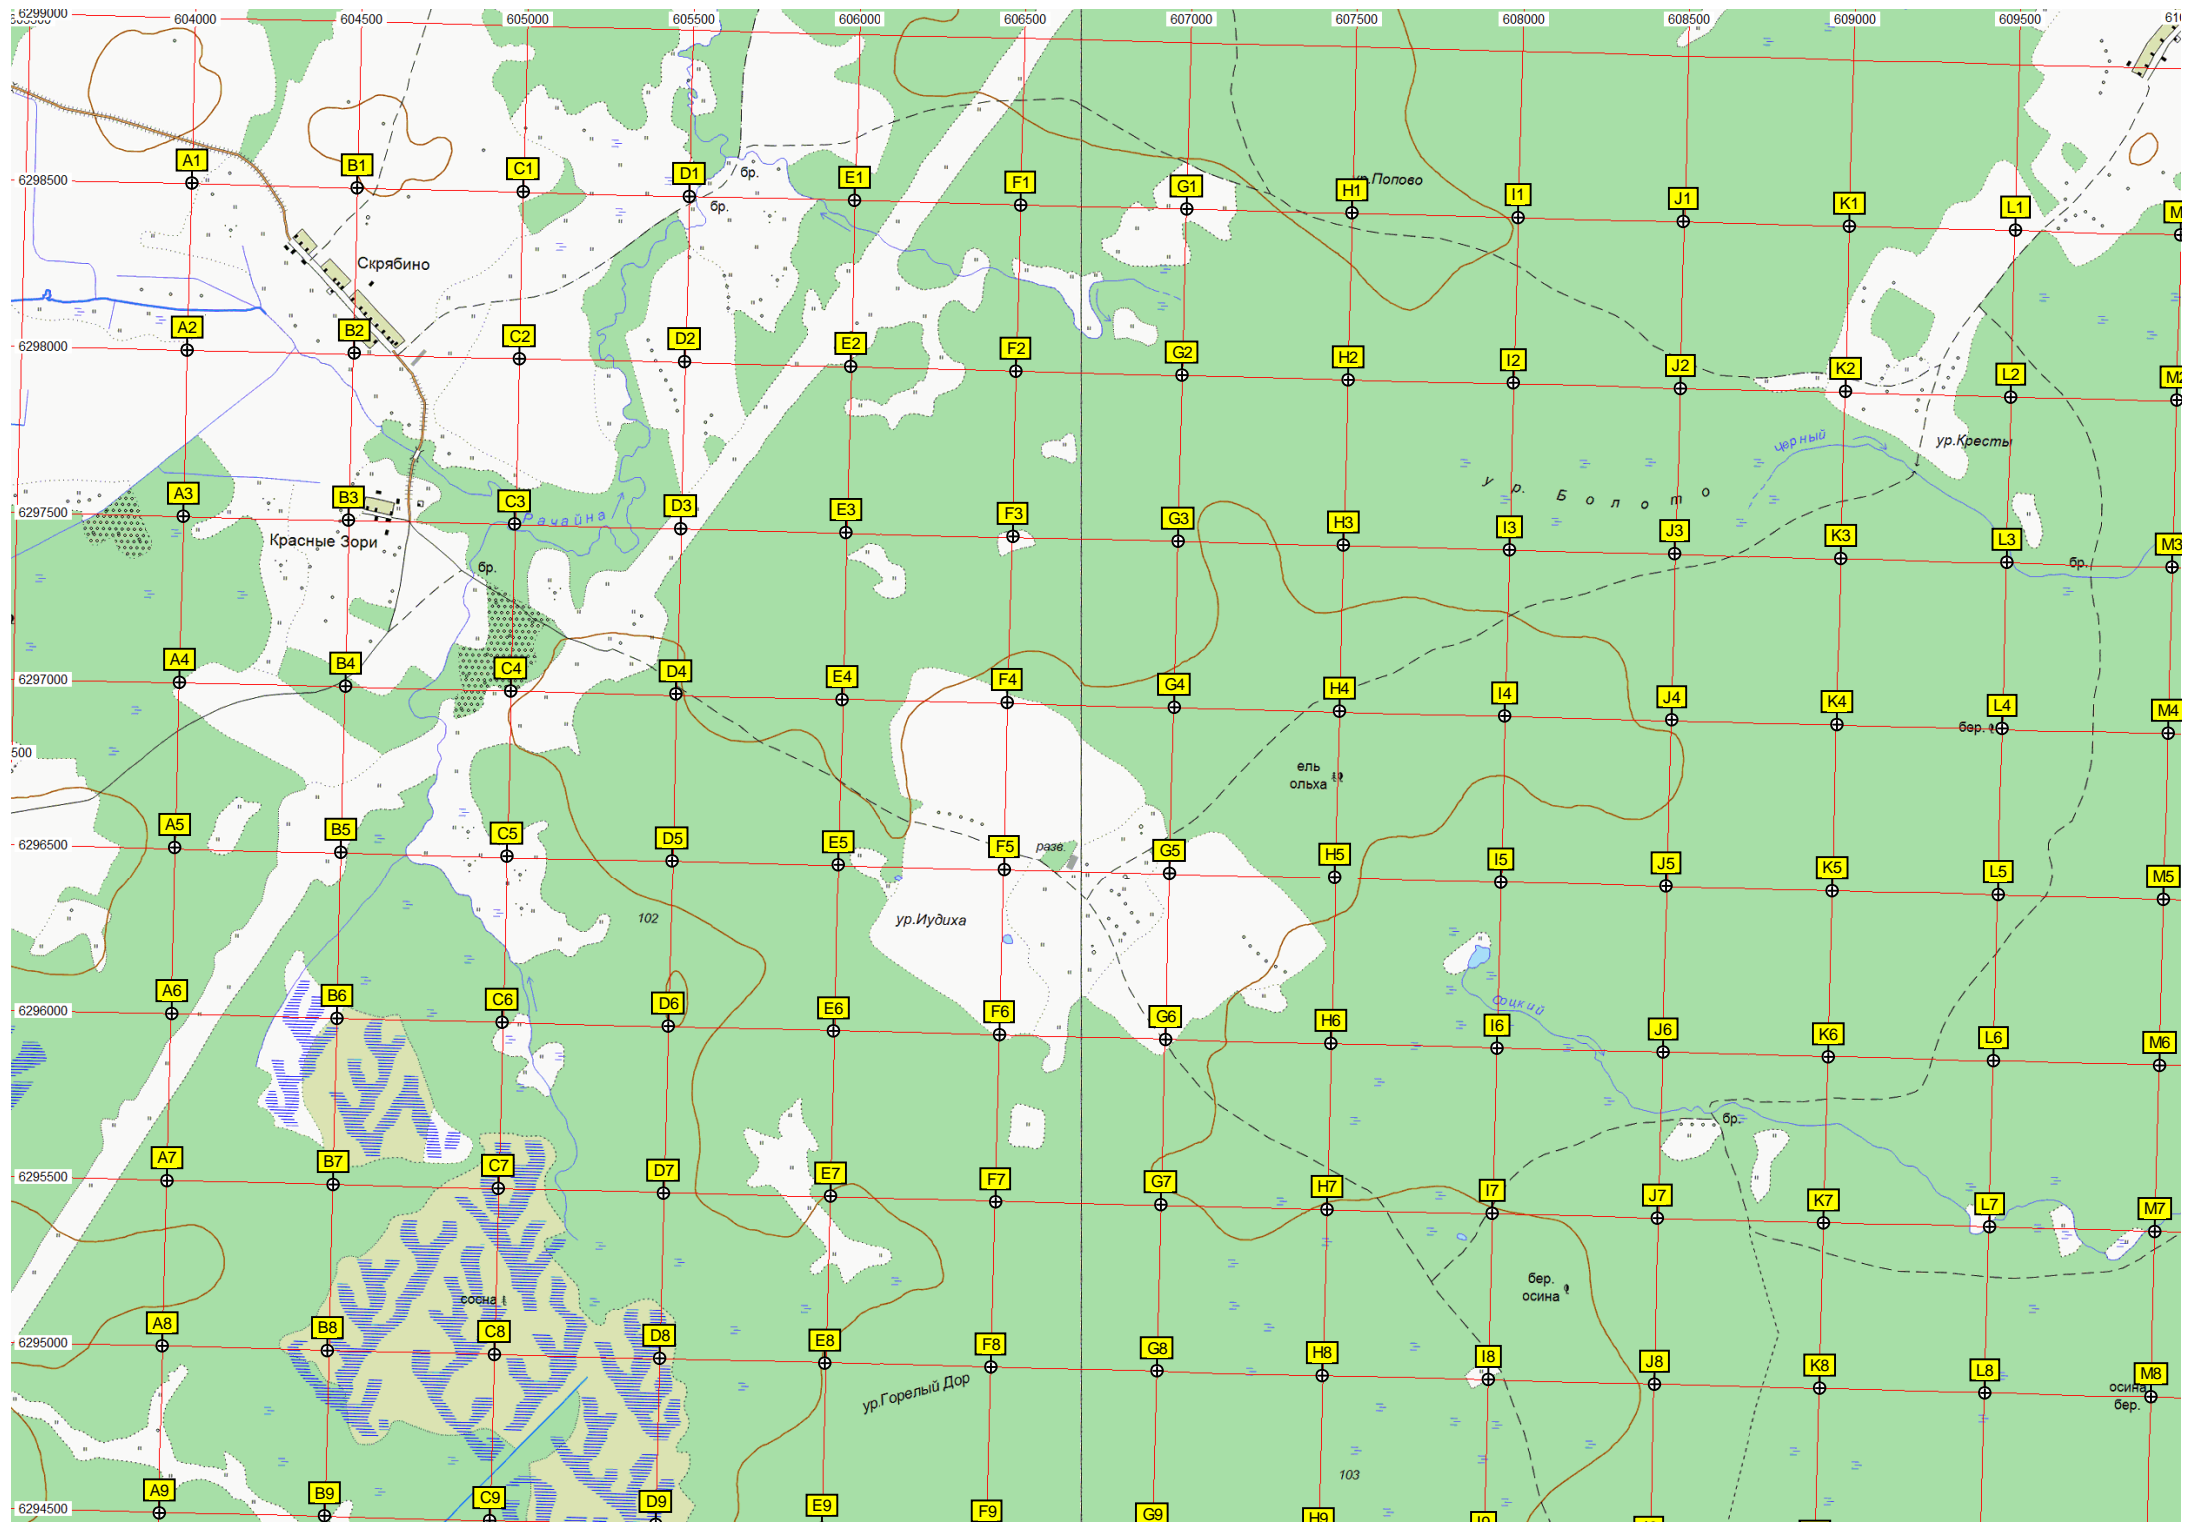 6299000
604000 604500 605000 605500 606000 606500 607000 607500 608000 608500 609000 609500
A1 B1 C1 D1 бр. E1 F1 G1 H1 ур.Попово I1 J1 K1 L1
6298500
бр.
Скрябино
A2 B2 C2 D2 E2 F2 G2 H2 I2 J2 K2 L2 M2
6298000
Черный
ур.Кресты
ур. Болото
A3 B3 C3 D3 E3 F3 G3 H3 I3 J3 K3 L3 M3
6297500
Рачайна
Красные Зори
бр.
бр.
A4 B4 C4 D4 E4 F4 G4 H4 I4 J4 K4 L4 M4
6297000
бер.
500
ель
ольха
A5 B5 C5 D5 E5 F5 разв. G5 H5 I5 J5 K5 L5 M5
6296500
102
ур.Иудиха
A6 B6 C6 D6 E6 F6 G6 H6 I6 J6 K6 L6 M6
6296000
бр.
A7 B7 C7 D7 E7 F7 G7 H7 I7 J7 K7 L7 M7
6295500
бер.
осина
сосна
A8 B8 C8 D8 E8 F8 G8 H8 I8 J8 K8 L8 M8
6295000
ур.Горелый Дор
осина
бер.
103
A9 B9 C9 D9 E9 F9 G9 H9
6294500